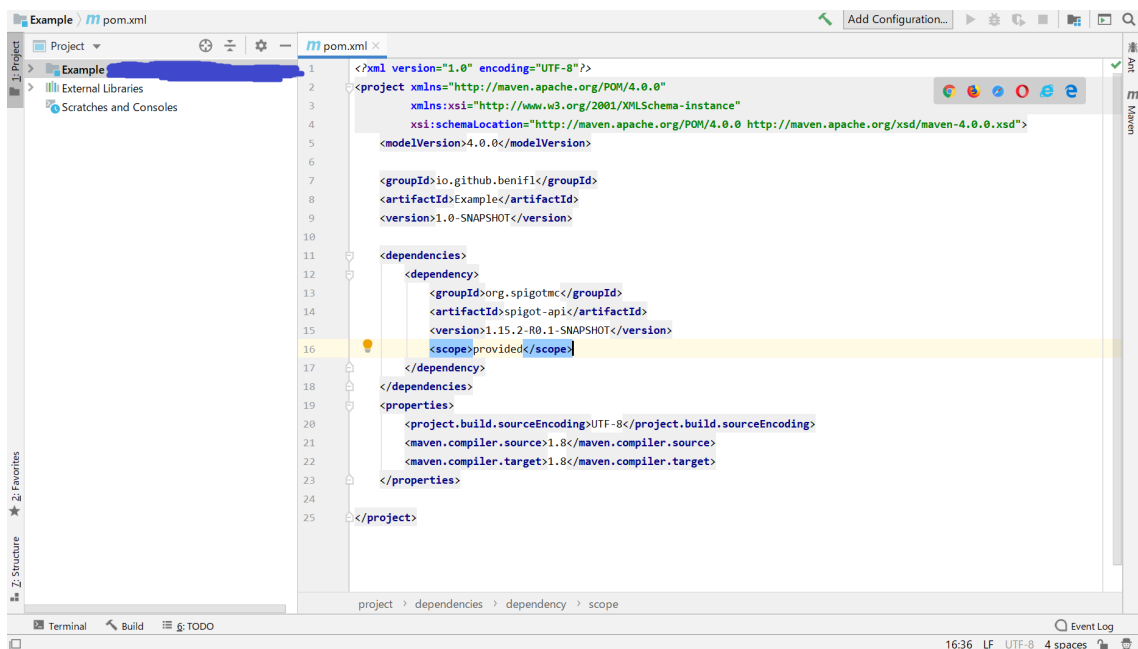 Example pom.xml Add Configuration...
1: Project
Project
pom.xml
Ant
Maven
Example
External Libraries
Scratches and Consoles
1 <?xml version="1.0" encoding="UTF-8"?>
2 <project xmlns="http://maven.apache.org/POM/4.0.0"
3 xmlns:xsi="http://www.w3.org/2001/XMLSchema-instance"
4 xsi:schemaLocation="http://maven.apache.org/POM/4.0.0 http://maven.apache.org/xsd/maven-4.0.0.xsd">
5 <modelVersion>4.0.0</modelVersion>
6
7 <groupId>io.github.benifl</groupId>
8 <artifactId>Example</artifactId>
9 <version>1.0-SNAPSHOT</version>
10
11 <dependencies>
12 <dependency>
13 <groupId>org.spigotmc</groupId>
14 <artifactId>spigot-api</artifactId>
15 <version>1.15.2-R0.1-SNAPSHOT</version>
16 <scope>provided</scope>
17 </dependency>
18 </dependencies>
19 <properties>
20 <project.build.sourceEncoding>UTF-8</project.build.sourceEncoding>
21 <maven.compiler.source>1.8</maven.compiler.source>
22 <maven.compiler.target>1.8</maven.compiler.target>
23 </properties>
24
25 </project>
2: Favorites
Z: Structure
project › dependencies › dependency › scope
Terminal Build 6: TODO Event Log
16:36 LF UTF-8 4 spaces